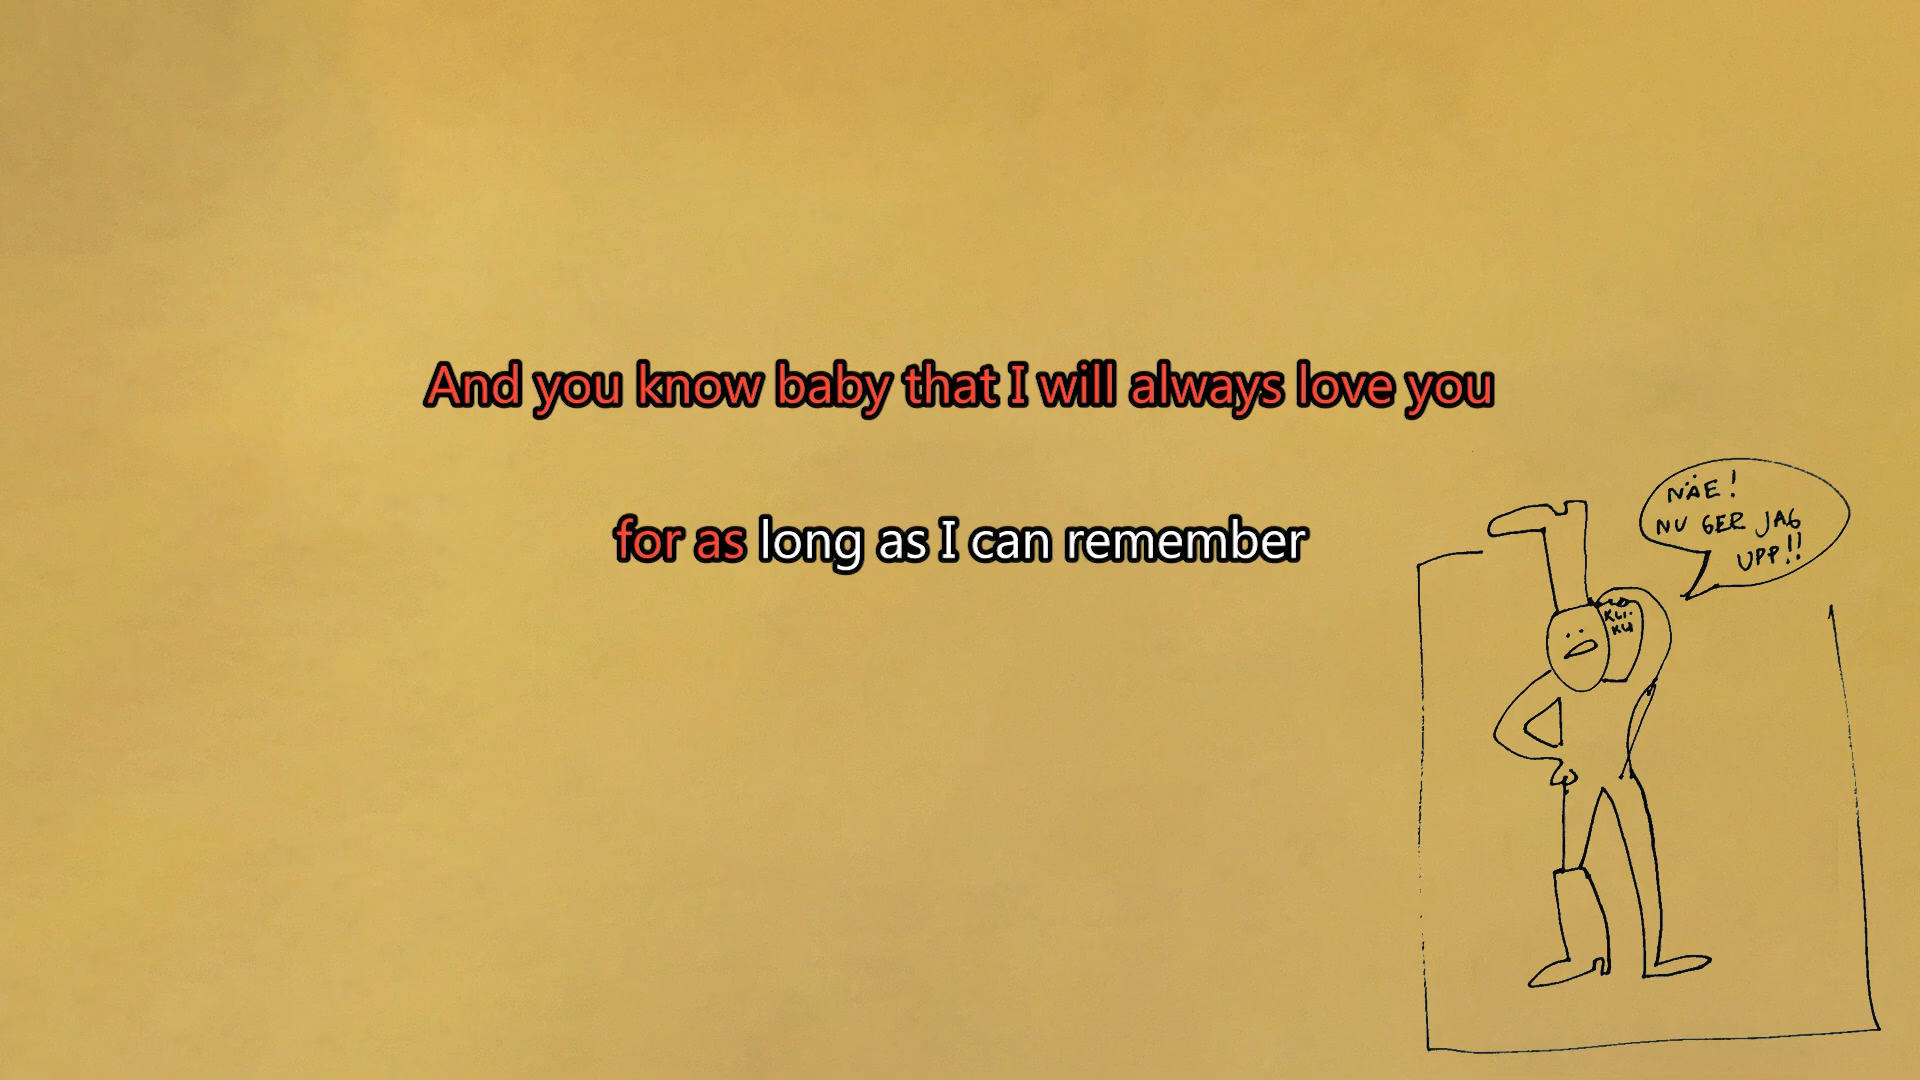 And you know baby that I will always love you
for as long as I can remember
NÄE!
NU GER JAG
UPP!!